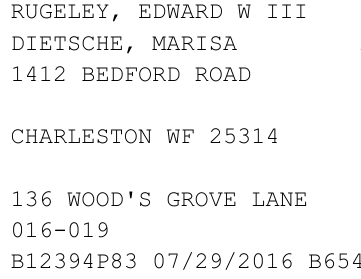 RUGELEY, EDWARD W III
DIETSCHE, MARISA
1412 BEDFORD ROAD
CHARLESTON WF 25314
136 WOOD'S GROVE LANE
016-019
B12394P83 07/29/2016 B654